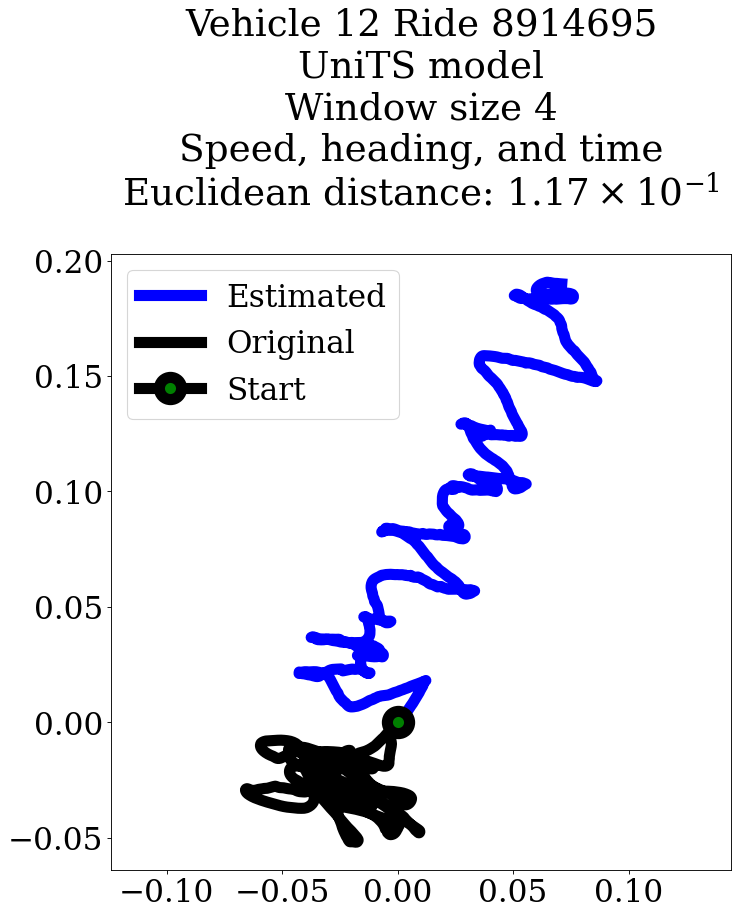 Vehicle 12 Ride 8914695
UniTS model
Window size 4
Speed, heading, and time
Euclidean distance: 1.17 × 10⁻¹
0.20
0.15
0.10
0.05
0.00
−0.05
Estimated
Original
Start
−0.10 −0.05 0.00 0.05 0.10